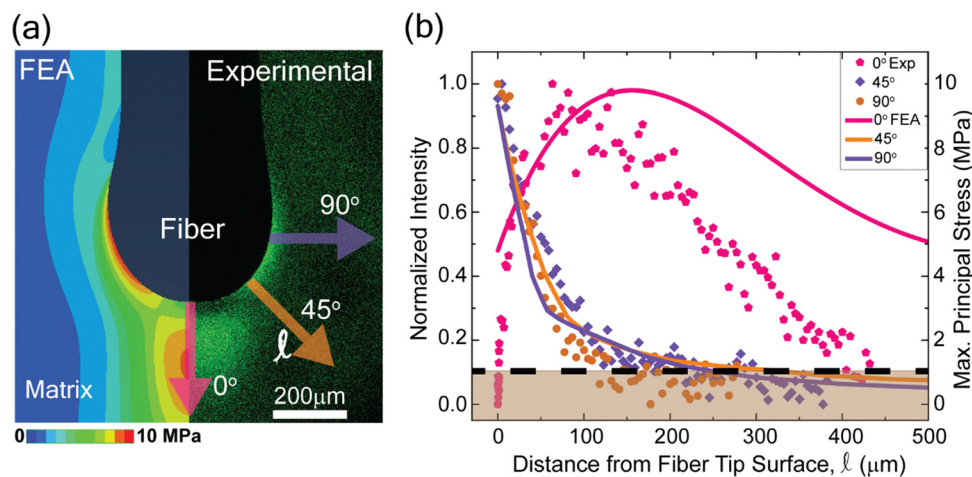 (a)
FEA
Experimental
90°
Fiber
45°
ℓ
0°
Matrix
200μm
0 10 MPa
(b)
0° Exp
45°
90°
0° FEA
45°
90°
1.0
0.8
0.6
0.4
0.2
0.0
Normalized Intensity
10
8
6
4
2
0
Max. Principal Stress (MPa)
0 100 200 300 400 500
Distance from Fiber Tip Surface, ℓ (μm)